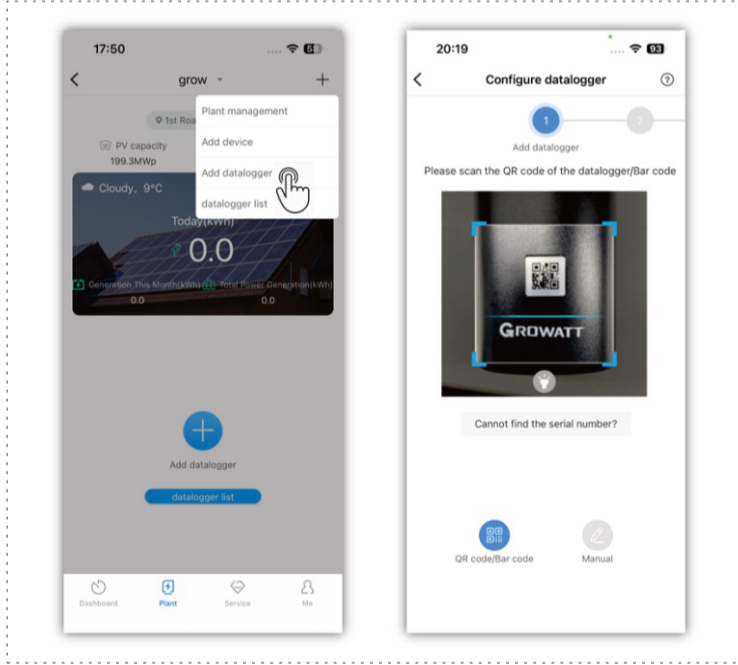 17:50
grow
Plant management
1st Roa
Add device
PV capacity
199.3MWp
Add datalogger
Cloudy, 9°C
datalogger list
Today(kWh)
0.0
Generation This Month(kWh)
Total Power Generation(kWh)
0.0
0.0
Add datalogger
datalogger list
Dashboard
Plant
Service
Me
20:19
93
Configure datalogger
1
2
Add datalogger
Please scan the QR code of the datalogger/Bar code
GROWATT
Cannot find the serial number?
QR code/Bar code
Manual